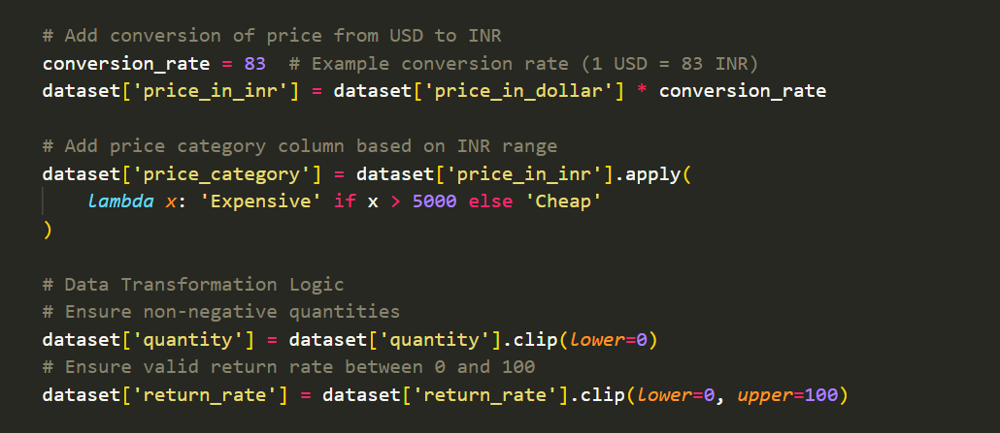 # Add conversion of price from USD to INR
conversion_rate = 83  # Example conversion rate (1 USD = 83 INR)
dataset['price_in_inr'] = dataset['price_in_dollar'] * conversion_rate

# Add price category column based on INR range
dataset['price_category'] = dataset['price_in_inr'].apply(
    lambda x: 'Expensive' if x > 5000 else 'Cheap'
)

# Data Transformation Logic
# Ensure non-negative quantities
dataset['quantity'] = dataset['quantity'].clip(lower=0)
# Ensure valid return rate between 0 and 100
dataset['return_rate'] = dataset['return_rate'].clip(lower=0, upper=100)